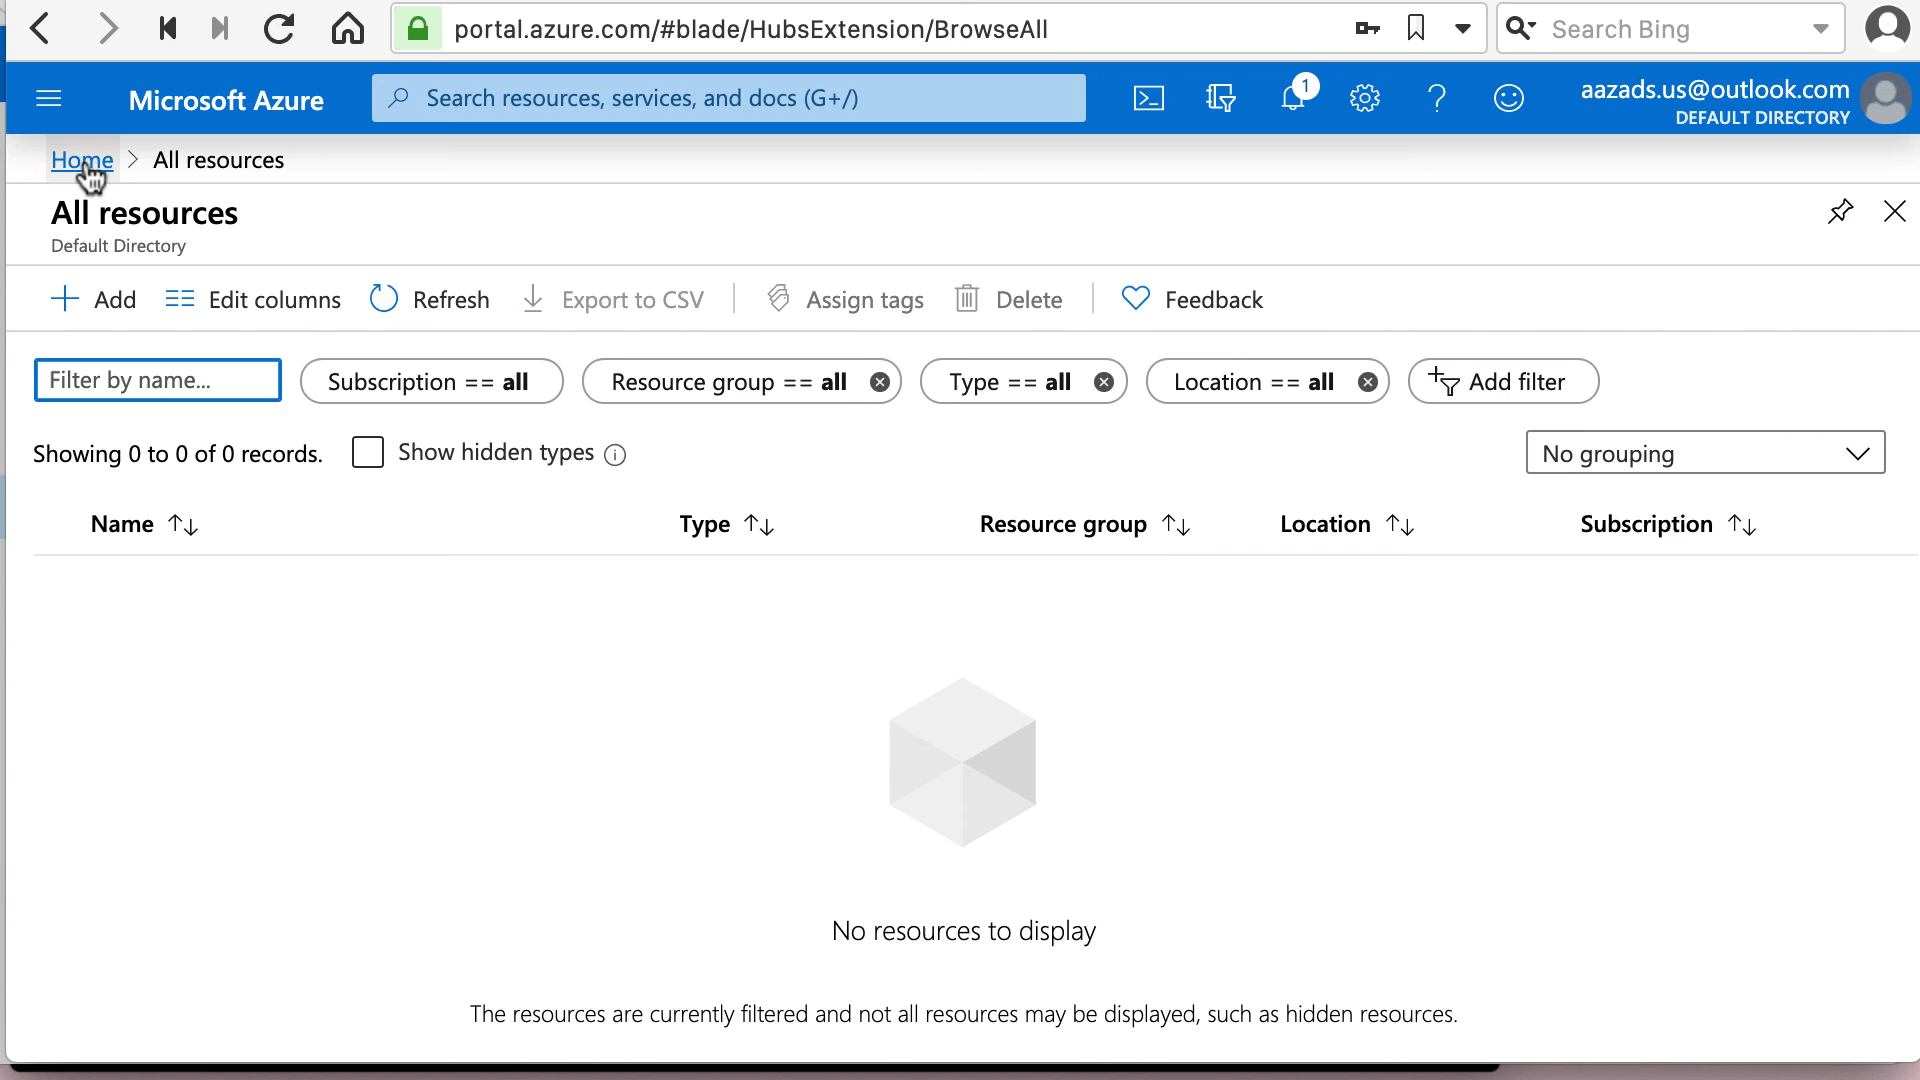 portal.azure.com/#blade/HubsExtension/BrowseAll
Search Bing
Microsoft Azure
Search resources, services, and docs (G+/)
1
aazads.us@outlook.com
DEFAULT DIRECTORY
Home > All resources
All resources
Default Directory
Add
Edit columns
Refresh
Export to CSV
Assign tags
Delete
Feedback
Filter by name...
Subscription == all
Resource group == all
Type == all
Location == all
Add filter
Showing 0 to 0 of 0 records.
Show hidden types
No grouping
Name
Type
Resource group
Location
Subscription
No resources to display
The resources are currently filtered and not all resources may be displayed, such as hidden resources.